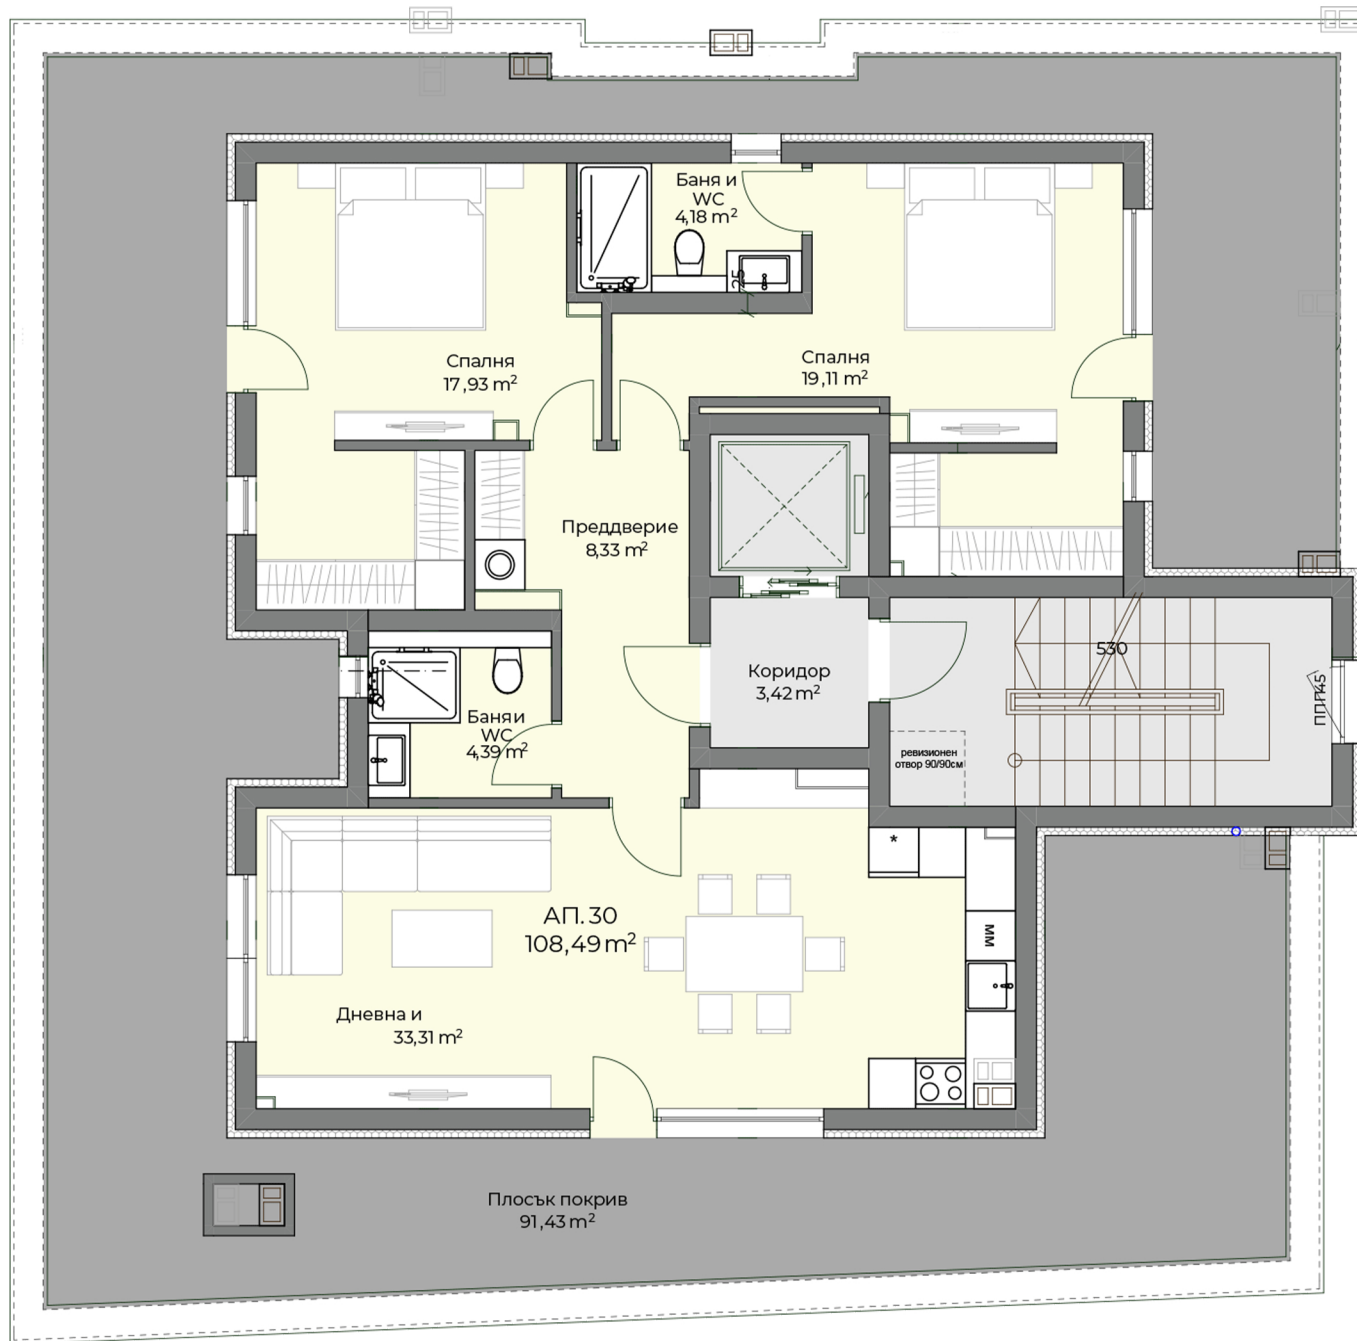 Баня и
WC
4,18 m²
25
Спалня
17,93 m²
Спалня
19,11 m²
Преддверие
8,33 m²
Коридор
3,42 m²
530
ПП.П45
ревизионен
отвор 90/90см
Баня и
WC
4,39 m²
*
АП. 30
108,49 m²
ММ
Дневна и
33,31 m²
Плосък покрив
91,43 m²